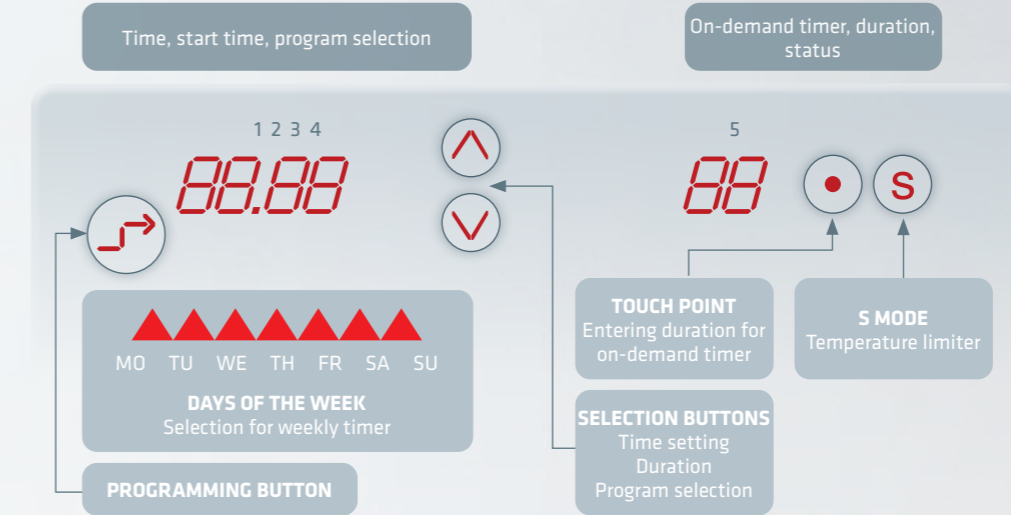 Time, start time, program selection
On-demand timer, duration,
status
1 2 3 4
88.88
5
88
S
MO TU WE TH FR SA SU
DAYS OF THE WEEK
Selection for weekly timer
PROGRAMMING BUTTON
TOUCH POINT
Entering duration for
on-demand timer
S MODE
Temperature limiter
SELECTION BUTTONS
Time setting
Duration
Program selection